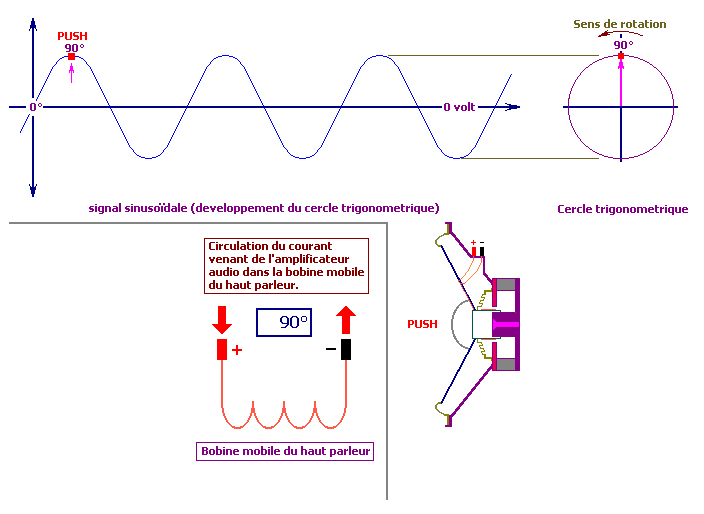 Sens de rotation
PUSH
90°
90°
0°
0 volt
signal sinusoïdale (developpement du cercle trigonometrique)
Cercle trigonometrique
Circulation du courant
venant de l'amplificateur
audio dans la bobine mobile
du haut parleur.
+ −
90°
PUSH
+
−
Bobine mobile du haut parleur